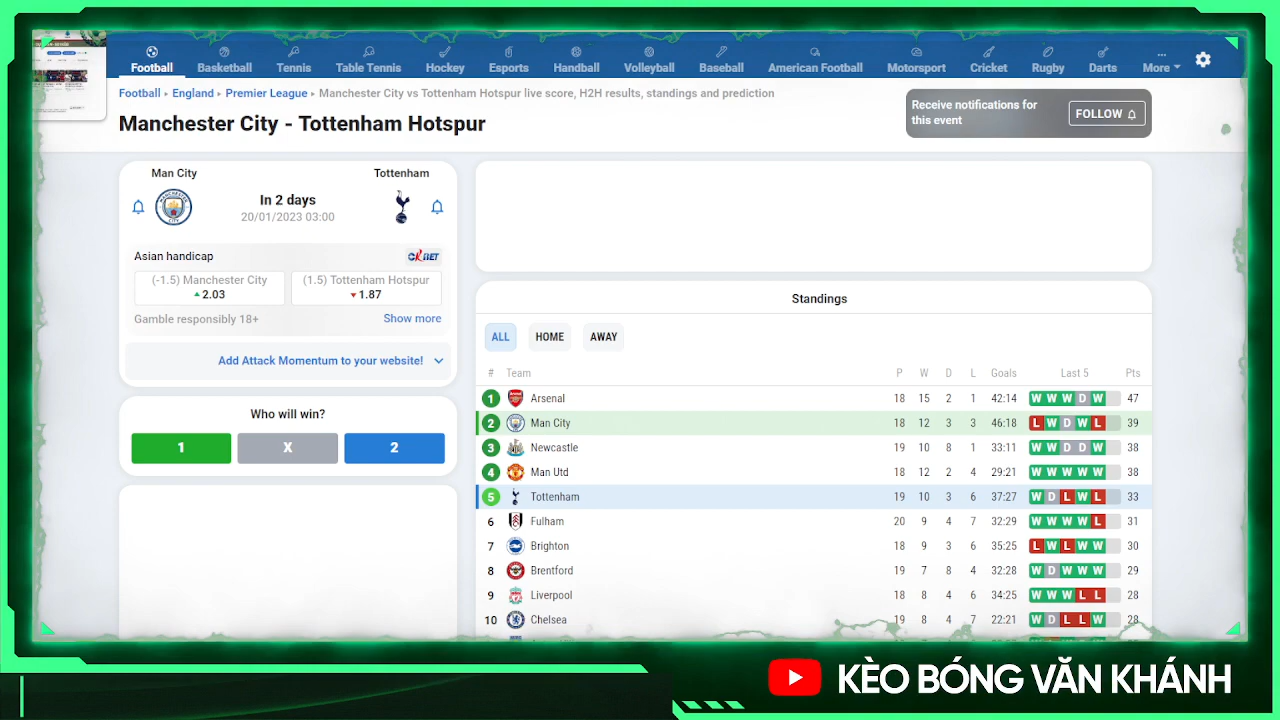 Football Basketball Tennis Table Tennis Hockey Esports Handball Volleyball Baseball American Football Motorsport Cricket Rugby Darts More
Football England Premier League Manchester City vs Tottenham Hotspur live score, H2H results, standings and prediction
Manchester City - Tottenham Hotspur
Receive notifications for
this event
FOLLOW
Man City Tottenham
In 2 days
20/01/2023 03:00
Asian handicap
(-1.5) Manchester City (1.5) Tottenham Hotspur
2.03 1.87
Gamble responsibly 18+ Show more
Add Attack Momentum to your website!
Who will win?
1 X 2
Standings
ALL HOME AWAY
# Team P W D L Goals Last 5 Pts
1 Arsenal 18 15 2 1 42:14 W W W D W 47
2 Man City 18 12 3 3 46:18 L W D W L 39
3 Newcastle 19 10 8 1 33:11 W W D D W 38
4 Man Utd 18 12 2 4 29:21 W W W W W 38
5 Tottenham 19 10 3 6 37:27 W D L W L 33
6 Fulham 20 9 4 7 32:29 W W W W L 31
7 Brighton 18 9 3 6 35:25 L W L W W 30
8 Brentford 19 7 8 4 32:28 W D W W W 29
9 Liverpool 18 8 4 6 34:25 W W W L L 28
10 Chelsea 19 8 4 7 22:21 W D L L W 28
KÈO BÓNG VĂN KHÁNH